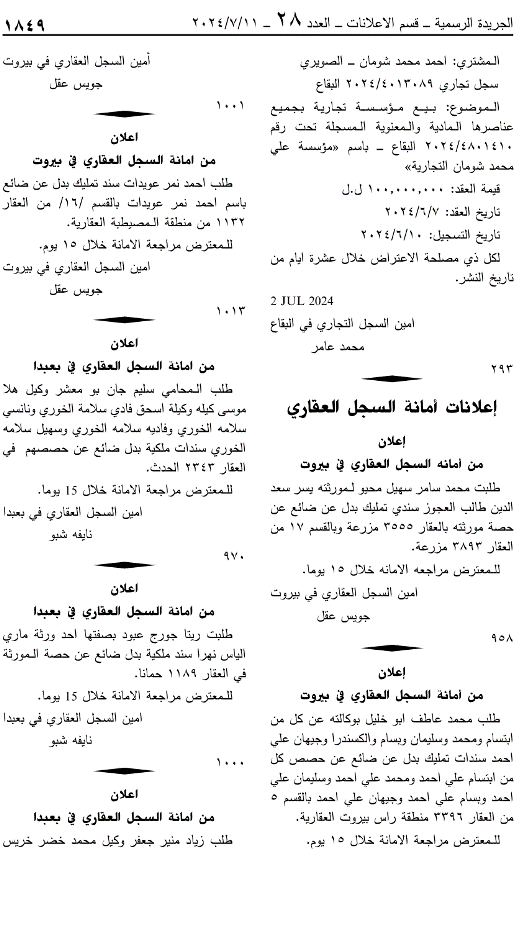 الجريدة الرسمية ــ قسم الاعلانات ــ العدد ٢٨ ــ ٢٠٢٤/٧/١١
١٨٤٩
المشتري: احمد محمد شومان ــ الصويري
سجل تجاري ٢٠٢٤/٤٠١٣٠٨٩ البقاع
الموضوع: بيع مؤسسة تجارية بجميع
عناصرها المادية والمعنوية المسجلة تحت رقم
٢٠٢٤/٤٨٠١٤١٠ البقاع ــ باسم «مؤسسة علي
محمد شومان التجارية»
قيمة العقد: ١٠٠,٠٠٠,٠٠٠ ل.ل
تاريخ العقد: ٢٠٢٤/٦/٧
تاريخ التسجيل: ٢٠٢٤/٦/١٠
لكل ذي مصلحة الاعتراض خلال عشرة ايام من
تاريخ النشر.
2 JUL 2024
امين السجل التجاري في البقاع
محمد عامر
٢٩٣
إعلانات أمانة السجل العقاري
إعلان
من أمانه السجل العقاري في بيروت
طلبت محمد سامر سهيل محيو لمورثته يسر سعد
الدين طالب العجوز سندي تمليك بدل عن ضائع عن
حصة مورثته بالعقار ٣٥٥٥ مزرعة وبالقسم ١٧ من
العقار ٣٨٩٣ مزرعة.
للمعترض مراجعه الامانه خلال ١٥ يوما.
امين السجل العقاري في بيروت
جويس عقل
٩٥٨
إعلان
من أمانة السجل العقاري في بيروت
طلب محمد عاطف ابو خليل بوكالته عن كل من
ابتسام ومحمد وسليمان وبسام والكسندرا وجيهان علي
احمد سندات تمليك بدل عن ضائع عن حصص كل
من ابتسام علي احمد ومحمد علي احمد وسليمان علي
احمد وبسام علي احمد وجيهان علي احمد بالقسم ٥
من العقار ٣٣٩٦ منطقة راس بيروت العقارية.
للمعترض مراجعة الامانة خلال ١٥ يوم.
أمين السجل العقاري في بيروت
جويس عقل
١٠٠١
اعلان
من امانة السجل العقاري في بيروت
طلب احمد نمر عويدات سند تمليك بدل عن ضائع
باسم احمد نمر عويدات بالقسم /١٦/ من العقار
١١٣٢ من منطقة المصيطبة العقارية.
للمعترض مراجعة الامانة خلال ١٥ يوم.
امين السجل العقاري في بيروت
جويس عقل
١٠١٣
اعلان
من امانة السجل العقاري في بعبدا
طلب المحامي سليم جان بو معشر وكيل هلا
موسى كيله وكيلة اسحق فادي سلامة الخوري ونانسي
سلامه الخوري وفاديه سلامه الخوري وسهيل سلامه
الخوري سندات ملكية بدل ضائع عن حصصهم في
العقار ٢٣٤٣ الحدث.
للمعترض مراجعة الامانة خلال 15 يوما.
امين السجل العقاري في بعبدا
نايفه شبو
٩٧٠
اعلان
من امانة السجل العقاري في بعبدا
طلبت ريتا جورج عبود بصفتها احد ورثة ماري
الياس نهرا سند ملكية بدل ضائع عن حصة المورثة
في العقار ١١٨٩ حمانا.
للمعترض مراجعة الامانة خلال 15 يوما.
امين السجل العقاري في بعبدا
نايفه شبو
١٠٠٠
اعلان
من امانة السجل العقاري في بعبدا
طلب زياد منير جعفر وكيل محمد خضر خريس